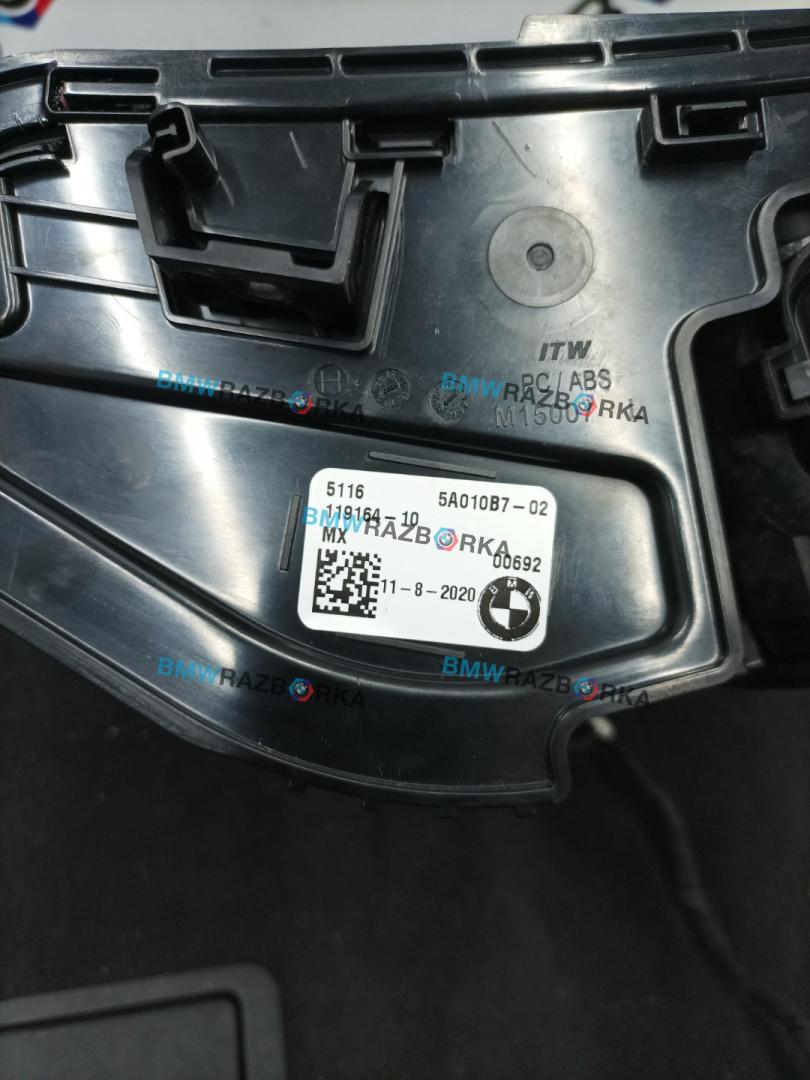 ITW
PC / ABS
H
BMWRAZBORKA
BMWRAZBORKA
5116 5A010B7-02
119164-10
BMWRAZBORKA
MX 00692
11-8-2020
BMW
BMWRAZBORKA
BMWRAZBORKA